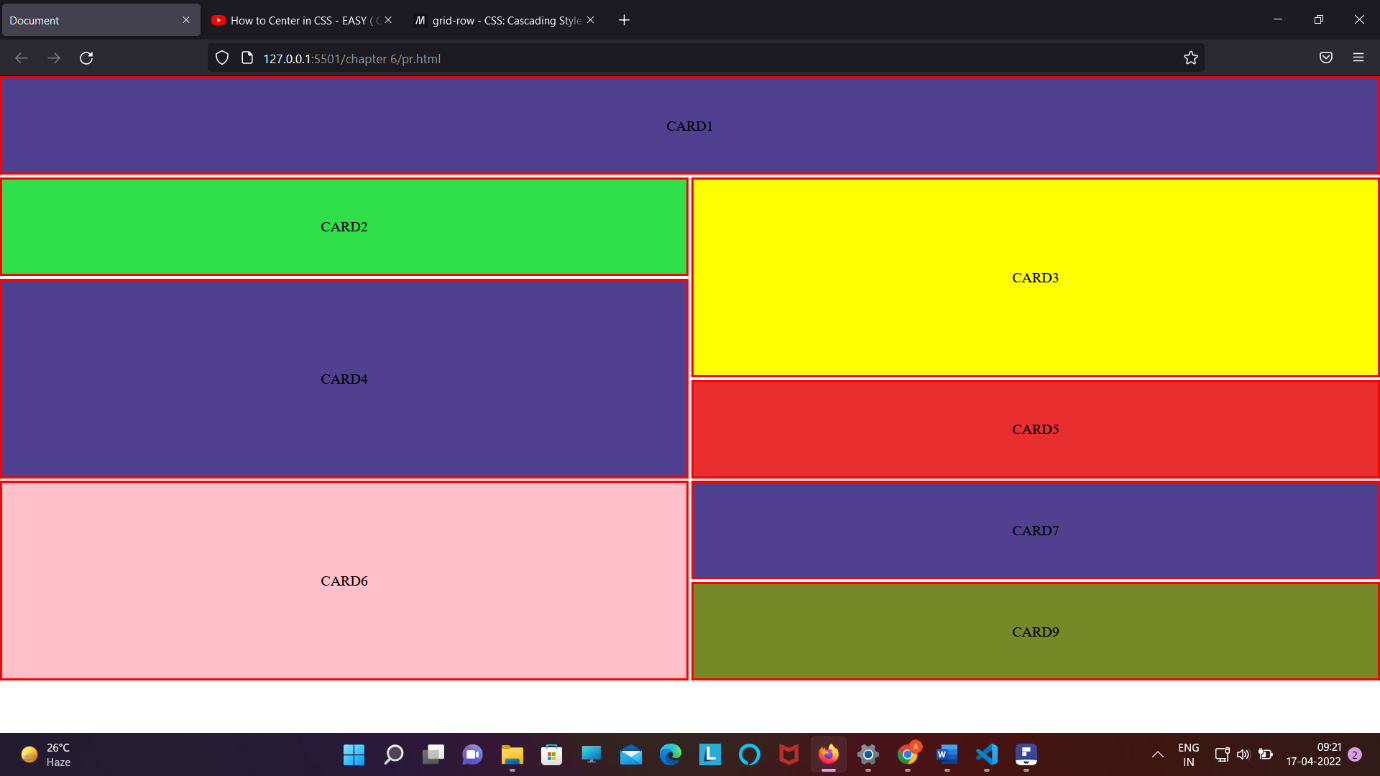 Document
How to Center in CSS - EASY (
grid-row - CSS: Cascading Style
127.0.0.1:5501/chapter 6/pr.html
CARD1
CARD2
CARD3
CARD4
CARD5
CARD6
CARD7
CARD9
26°C
Haze
ENG
IN
09:21
17-04-2022
2